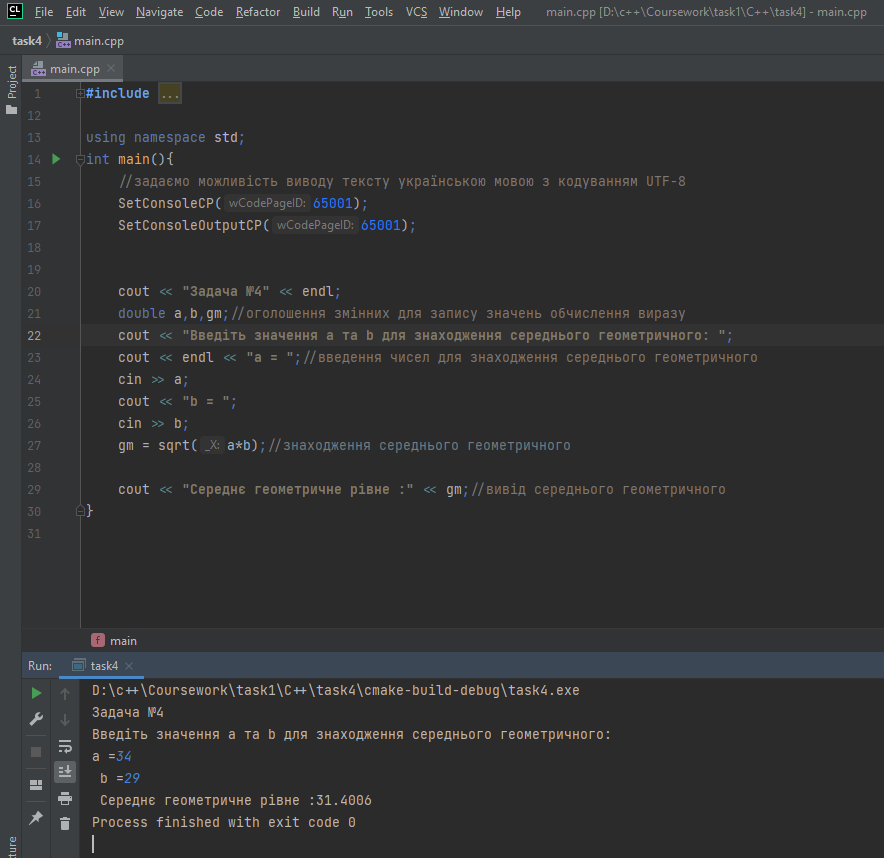 CL File Edit View Navigate Code Refactor Build Run Tools VCS Window Help main.cpp [D:\c++\Coursework\task1\C++\task4] - main.cpp
task4 main.cpp
Project main.cpp
1 #include ...
12
13 using namespace std;
14 int main(){
15 //задаємо можливість виводу тексту українською мовою з кодуванням UTF-8
16 SetConsoleCP( wCodePageID: 65001);
17 SetConsoleOutputCP( wCodePageID: 65001);
18
19
20 cout << "Задача №4" << endl;
21 double a,b,gm;//оголошення змінних для запису значень обчислення виразу
22 cout << "Введіть значення a та b для знаходження середнього геометричного: ";
23 cout << endl << "a = ";//введення чисел для знаходження середнього геометричного
24 cin >> a;
25 cout << "b = ";
26 cin >> b;
27 gm = sqrt( _X: a*b);//знаходження середнього геометричного
28
29 cout << "Середнє геометричне рівне :" << gm;//вивід середнього геометричного
30 }
31
f main
Run: task4
D:\c++\Coursework\task1\C++\task4\cmake-build-debug\task4.exe
Задача №4
Введіть значення a та b для знаходження середнього геометричного:
a =34
b =29
Середнє геометричне рівне :31.4006
Process finished with exit code 0